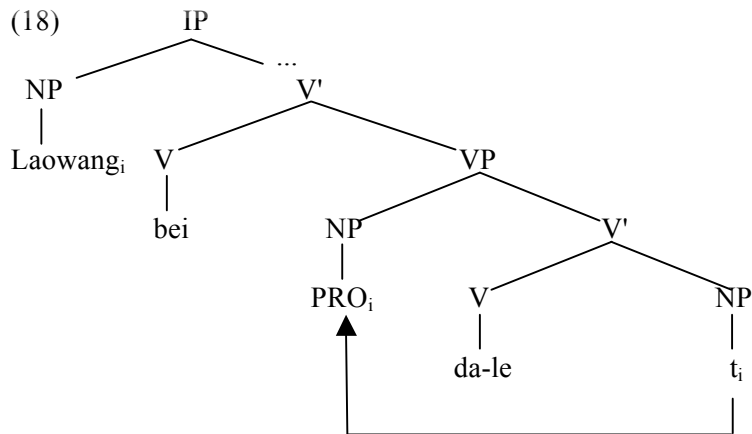 (18) IP
NP ...
V'
Laowangᵢ V VP
bei NP V'
PROᵢ V NP
da-le tᵢ